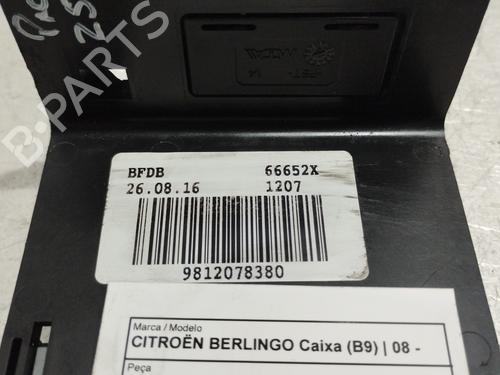 B-PARTS
BFDB 66652X
26.08.16 1207
9812078380
Marca / Modelo
CITROËN BERLINGO Caixa (B9) | 08 -
Peça